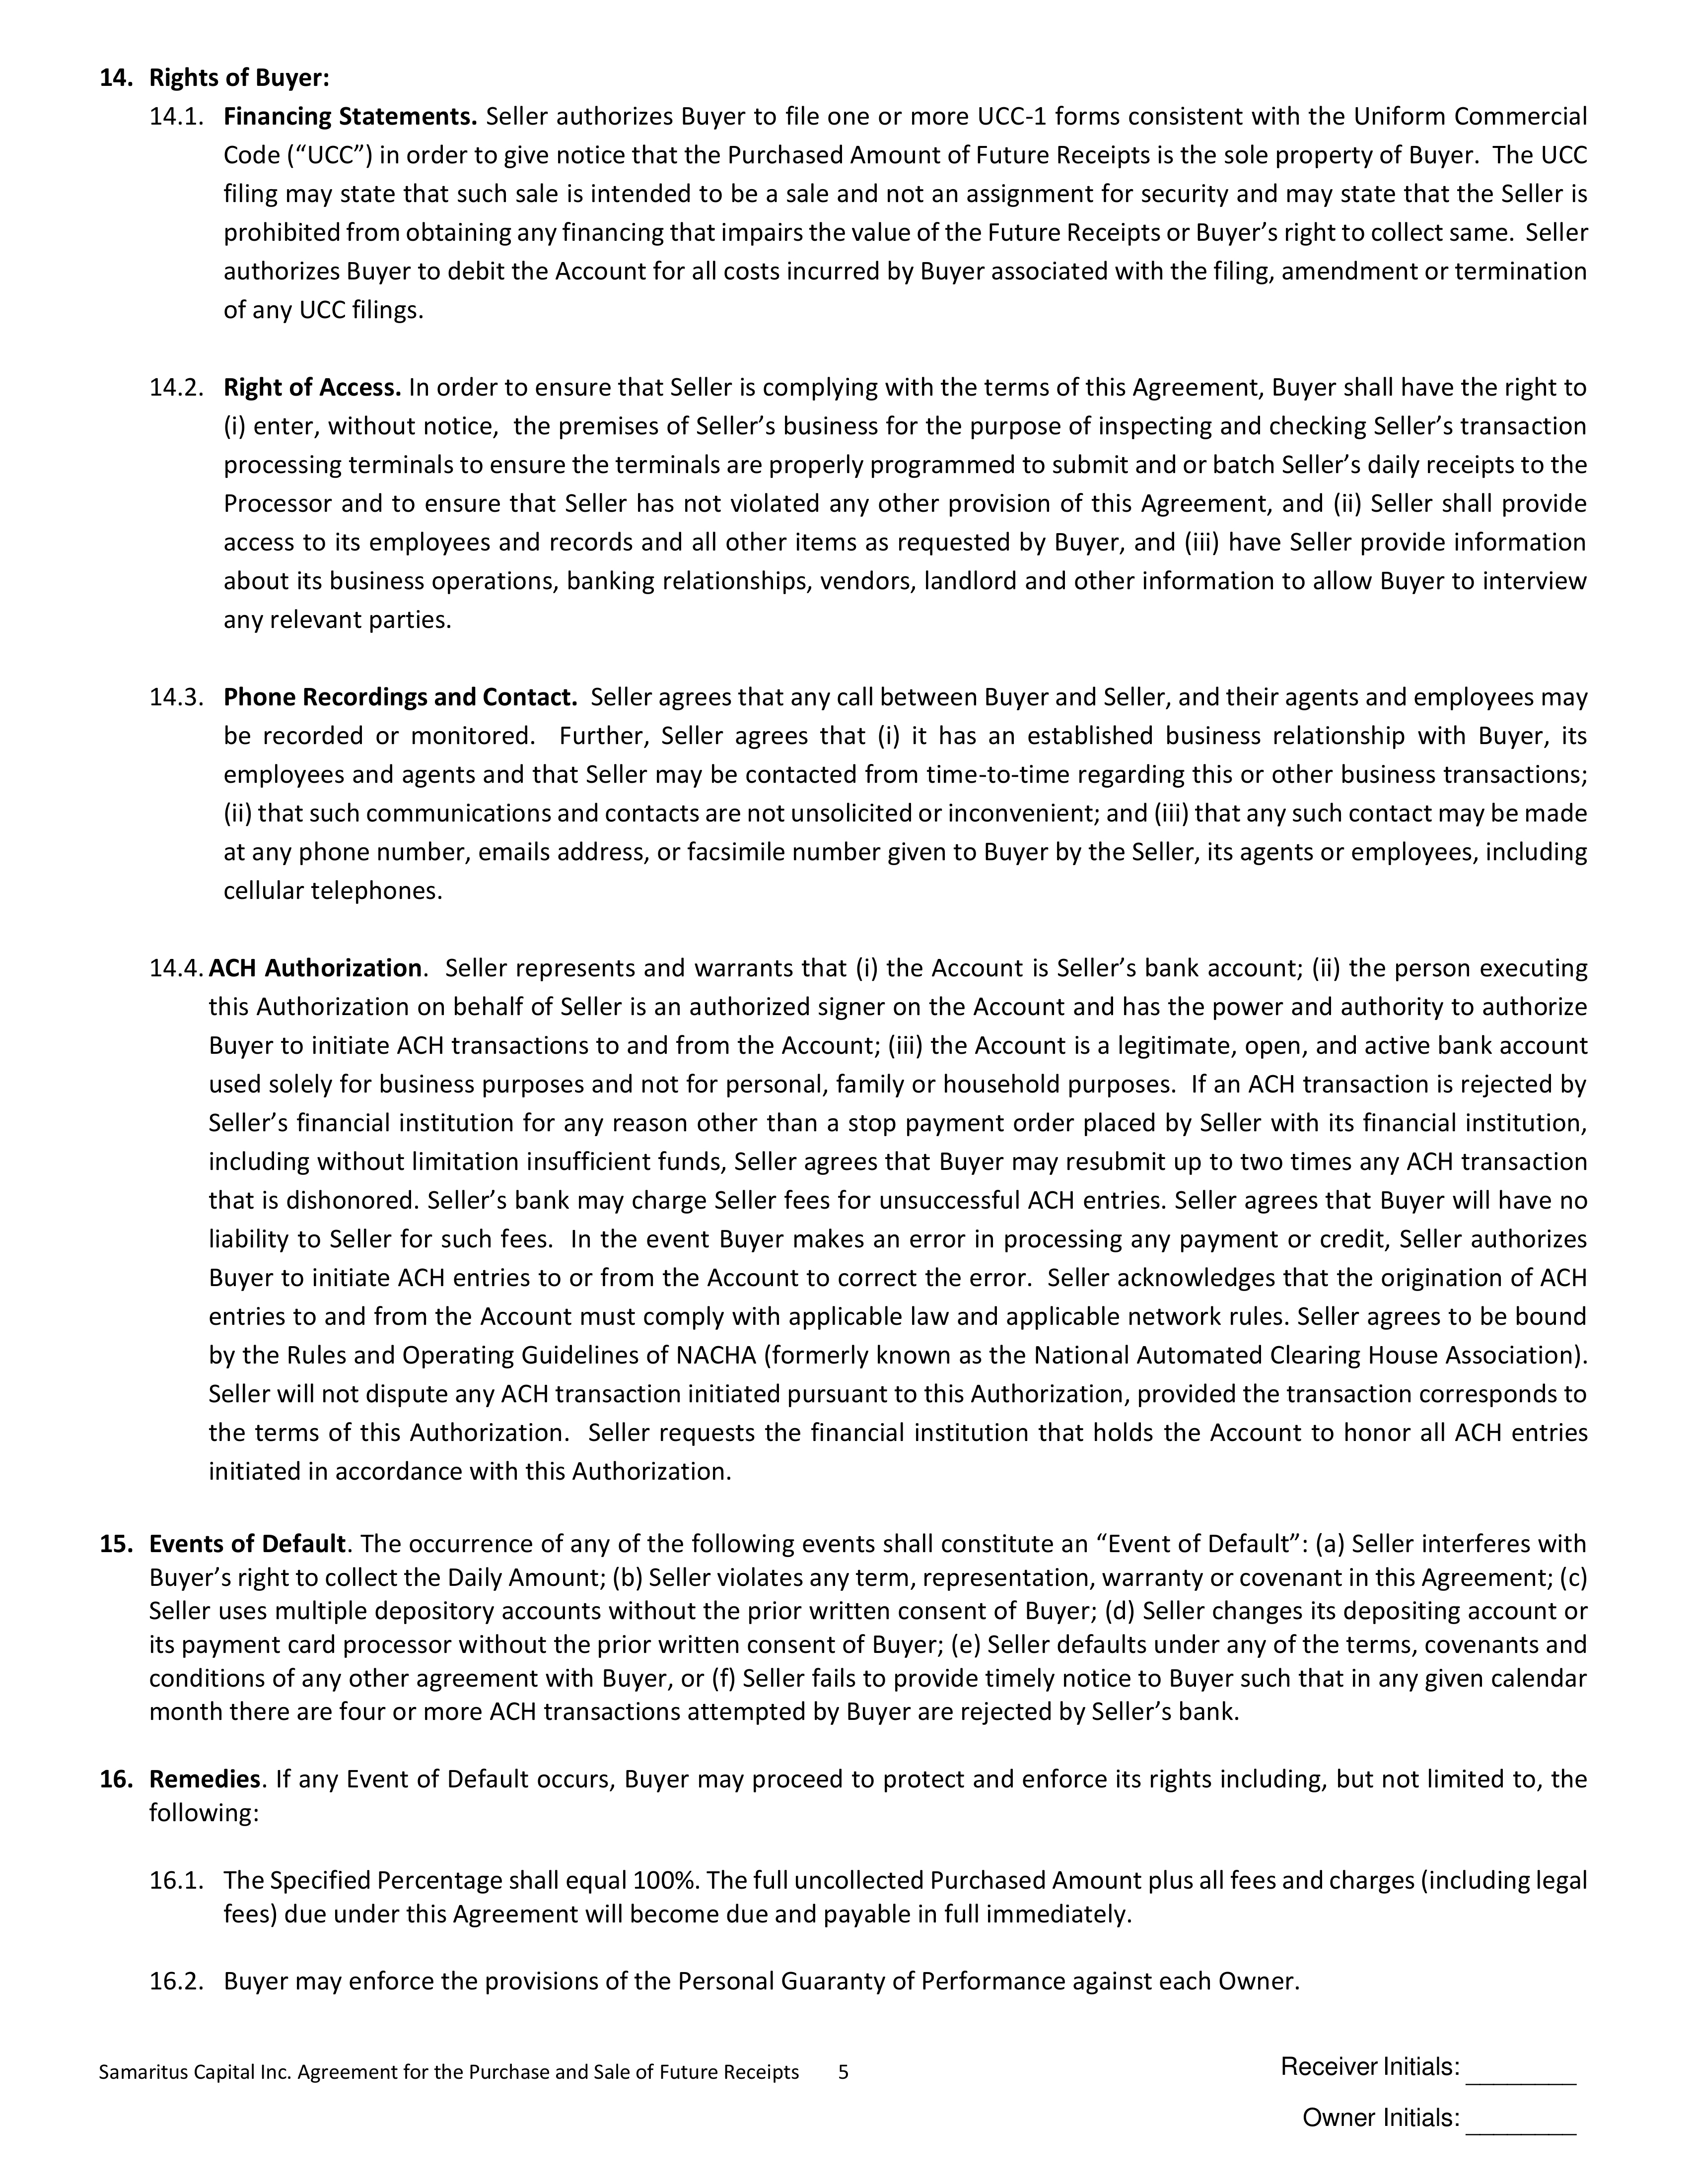 14. Rights of Buyer:
14.1. Financing Statements. Seller authorizes Buyer to file one or more UCC-1 forms consistent with the Uniform Commercial
Code (“UCC”) in order to give notice that the Purchased Amount of Future Receipts is the sole property of Buyer. The UCC
filing may state that such sale is intended to be a sale and not an assignment for security and may state that the Seller is
prohibited from obtaining any financing that impairs the value of the Future Receipts or Buyer’s right to collect same. Seller
authorizes Buyer to debit the Account for all costs incurred by Buyer associated with the filing, amendment or termination
of any UCC filings.
14.2. Right of Access. In order to ensure that Seller is complying with the terms of this Agreement, Buyer shall have the right to
(i) enter, without notice, the premises of Seller’s business for the purpose of inspecting and checking Seller’s transaction
processing terminals to ensure the terminals are properly programmed to submit and or batch Seller’s daily receipts to the
Processor and to ensure that Seller has not violated any other provision of this Agreement, and (ii) Seller shall provide
access to its employees and records and all other items as requested by Buyer, and (iii) have Seller provide information
about its business operations, banking relationships, vendors, landlord and other information to allow Buyer to interview
any relevant parties.
14.3. Phone Recordings and Contact. Seller agrees that any call between Buyer and Seller, and their agents and employees may
be recorded or monitored. Further, Seller agrees that (i) it has an established business relationship with Buyer, its
employees and agents and that Seller may be contacted from time-to-time regarding this or other business transactions;
(ii) that such communications and contacts are not unsolicited or inconvenient; and (iii) that any such contact may be made
at any phone number, emails address, or facsimile number given to Buyer by the Seller, its agents or employees, including
cellular telephones.
14.4. ACH Authorization. Seller represents and warrants that (i) the Account is Seller’s bank account; (ii) the person executing
this Authorization on behalf of Seller is an authorized signer on the Account and has the power and authority to authorize
Buyer to initiate ACH transactions to and from the Account; (iii) the Account is a legitimate, open, and active bank account
used solely for business purposes and not for personal, family or household purposes. If an ACH transaction is rejected by
Seller’s financial institution for any reason other than a stop payment order placed by Seller with its financial institution,
including without limitation insufficient funds, Seller agrees that Buyer may resubmit up to two times any ACH transaction
that is dishonored. Seller’s bank may charge Seller fees for unsuccessful ACH entries. Seller agrees that Buyer will have no
liability to Seller for such fees. In the event Buyer makes an error in processing any payment or credit, Seller authorizes
Buyer to initiate ACH entries to or from the Account to correct the error. Seller acknowledges that the origination of ACH
entries to and from the Account must comply with applicable law and applicable network rules. Seller agrees to be bound
by the Rules and Operating Guidelines of NACHA (formerly known as the National Automated Clearing House Association).
Seller will not dispute any ACH transaction initiated pursuant to this Authorization, provided the transaction corresponds to
the terms of this Authorization. Seller requests the financial institution that holds the Account to honor all ACH entries
initiated in accordance with this Authorization.
15. Events of Default. The occurrence of any of the following events shall constitute an “Event of Default”: (a) Seller interferes with
Buyer’s right to collect the Daily Amount; (b) Seller violates any term, representation, warranty or covenant in this Agreement; (c)
Seller uses multiple depository accounts without the prior written consent of Buyer; (d) Seller changes its depositing account or
its payment card processor without the prior written consent of Buyer; (e) Seller defaults under any of the terms, covenants and
conditions of any other agreement with Buyer, or (f) Seller fails to provide timely notice to Buyer such that in any given calendar
month there are four or more ACH transactions attempted by Buyer are rejected by Seller’s bank.
16. Remedies. If any Event of Default occurs, Buyer may proceed to protect and enforce its rights including, but not limited to, the
following:
16.1. The Specified Percentage shall equal 100%. The full uncollected Purchased Amount plus all fees and charges (including legal
fees) due under this Agreement will become due and payable in full immediately.
16.2. Buyer may enforce the provisions of the Personal Guaranty of Performance against each Owner.
Samaritus Capital Inc. Agreement for the Purchase and Sale of Future Receipts 5
Receiver Initials: ________
Owner Initials: ________